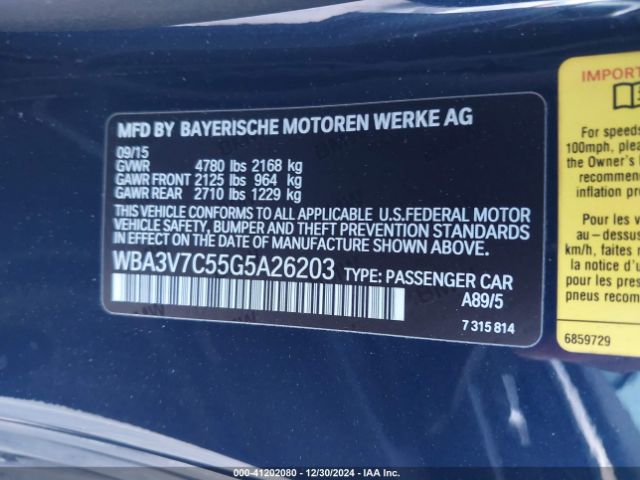 MFD BY BAYERISCHE MOTOREN WERKE AG
09/15
GVWR 4780 lbs 2168 kg
GAWR FRONT 2125 lbs 964 kg
GAWR REAR 2710 lbs 1229 kg
THIS VEHICLE CONFORMS TO ALL APPLICABLE U.S.FEDERAL MOTOR
VEHICLE SAFETY, BUMPER AND THEFT PREVENTION STANDARDS
IN EFFECT ON THE DATE OF MANUFACTURE SHOWN ABOVE.
WBA3V7C55G5A26203 TYPE: PASSENGER CAR
A89/5
7 315 814
IMPORT
For speeds
100mph, plea
the Owner's
recommended
inflation pre
Pour les
au-dessus
km/h, faites
la notice d'
pour les
pneus recom
6859729
000-41202080 - 12/30/2024 - IAA Inc.